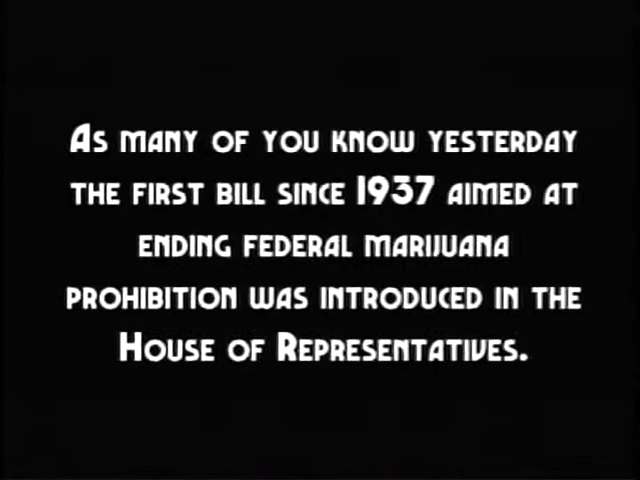 As many of you know yesterday
the first bill since 1937 aimed at
ending federal marijuana
prohibition was introduced in the
House of Representatives.